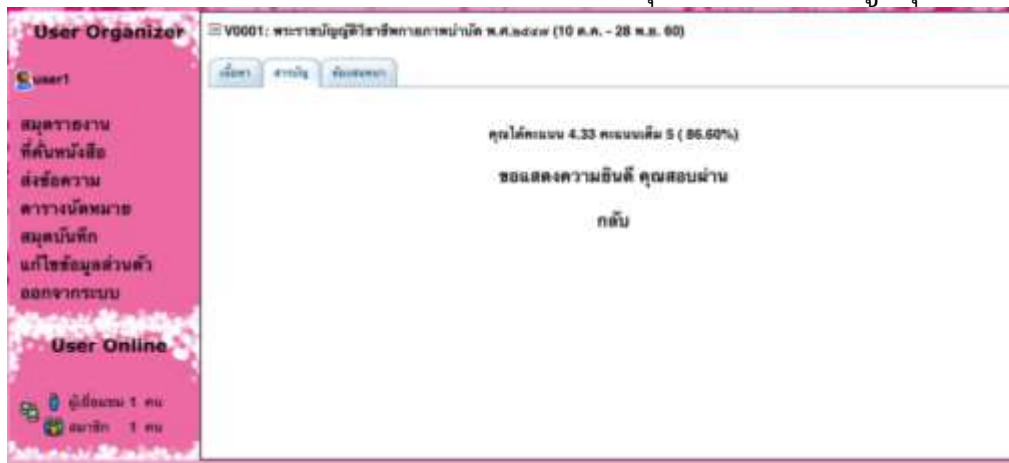 User Organizer
user1
สมุดรายงาน
ที่คั่นหนังสือ
ส่งข้อความ
ตารางนัดหมาย
สมุดบันทึก
แก้ไขข้อมูลส่วนตัว
ออกจากระบบ
User Online
ผู้เยี่ยมชม 1 คน
สมาชิก 1 คน
V0001: พระราชบัญญัติวิชาชีพกายภาพบำบัด พ.ศ.๒๕๔๗ (10 ต.ค. - 28 พ.ย. 60)
เนื้อหา สารบัญ ห้องสนทนา
คุณได้คะแนน 4.33 คะแนนเต็ม 5 ( 86.60%)
ขอแสดงความยินดี คุณสอบผ่าน
กลับ